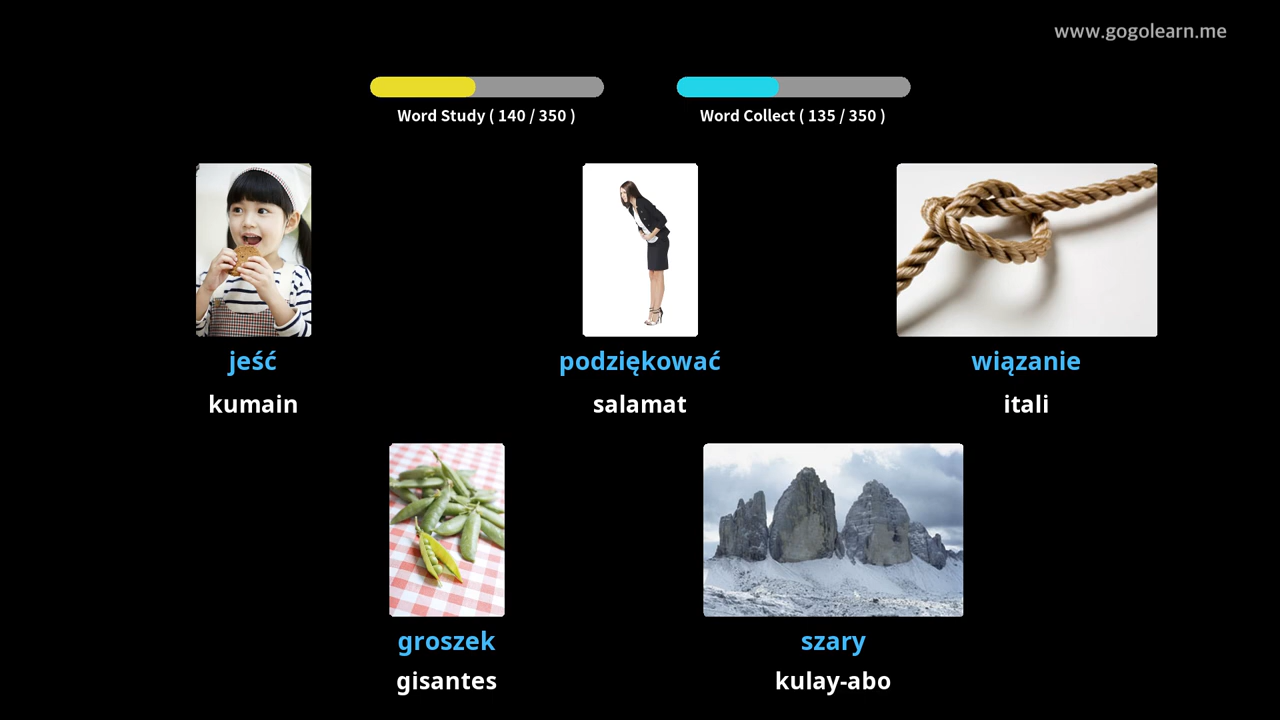 www.gogolearn.me
Word Study ( 140 / 350 )
Word Collect ( 135 / 350 )
jeść
podziękować
wiązanie
kumain
salamat
itali
groszek
szary
gisantes
kulay-abo